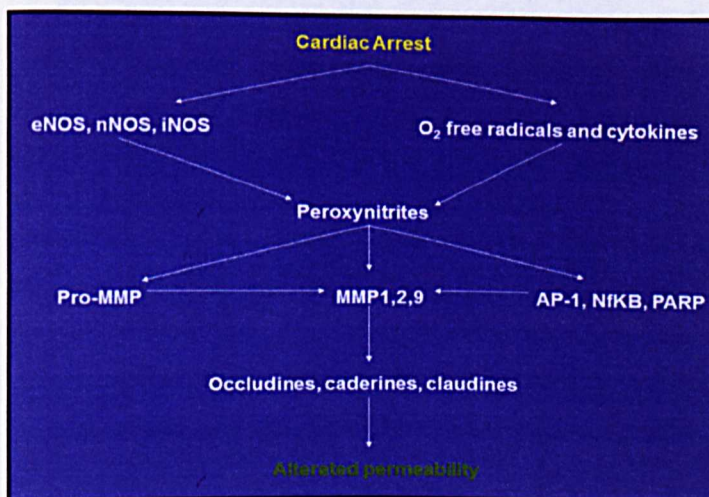 Cardiac Arrest
eNOS, nNOS, iNOS
O₂ free radicals and cytokines
Peroxynitrites
Pro-MMP
MMP1,2,9
AP-1, NfKB, PARP
Occludines, caderines, claudines
Alterated permeability